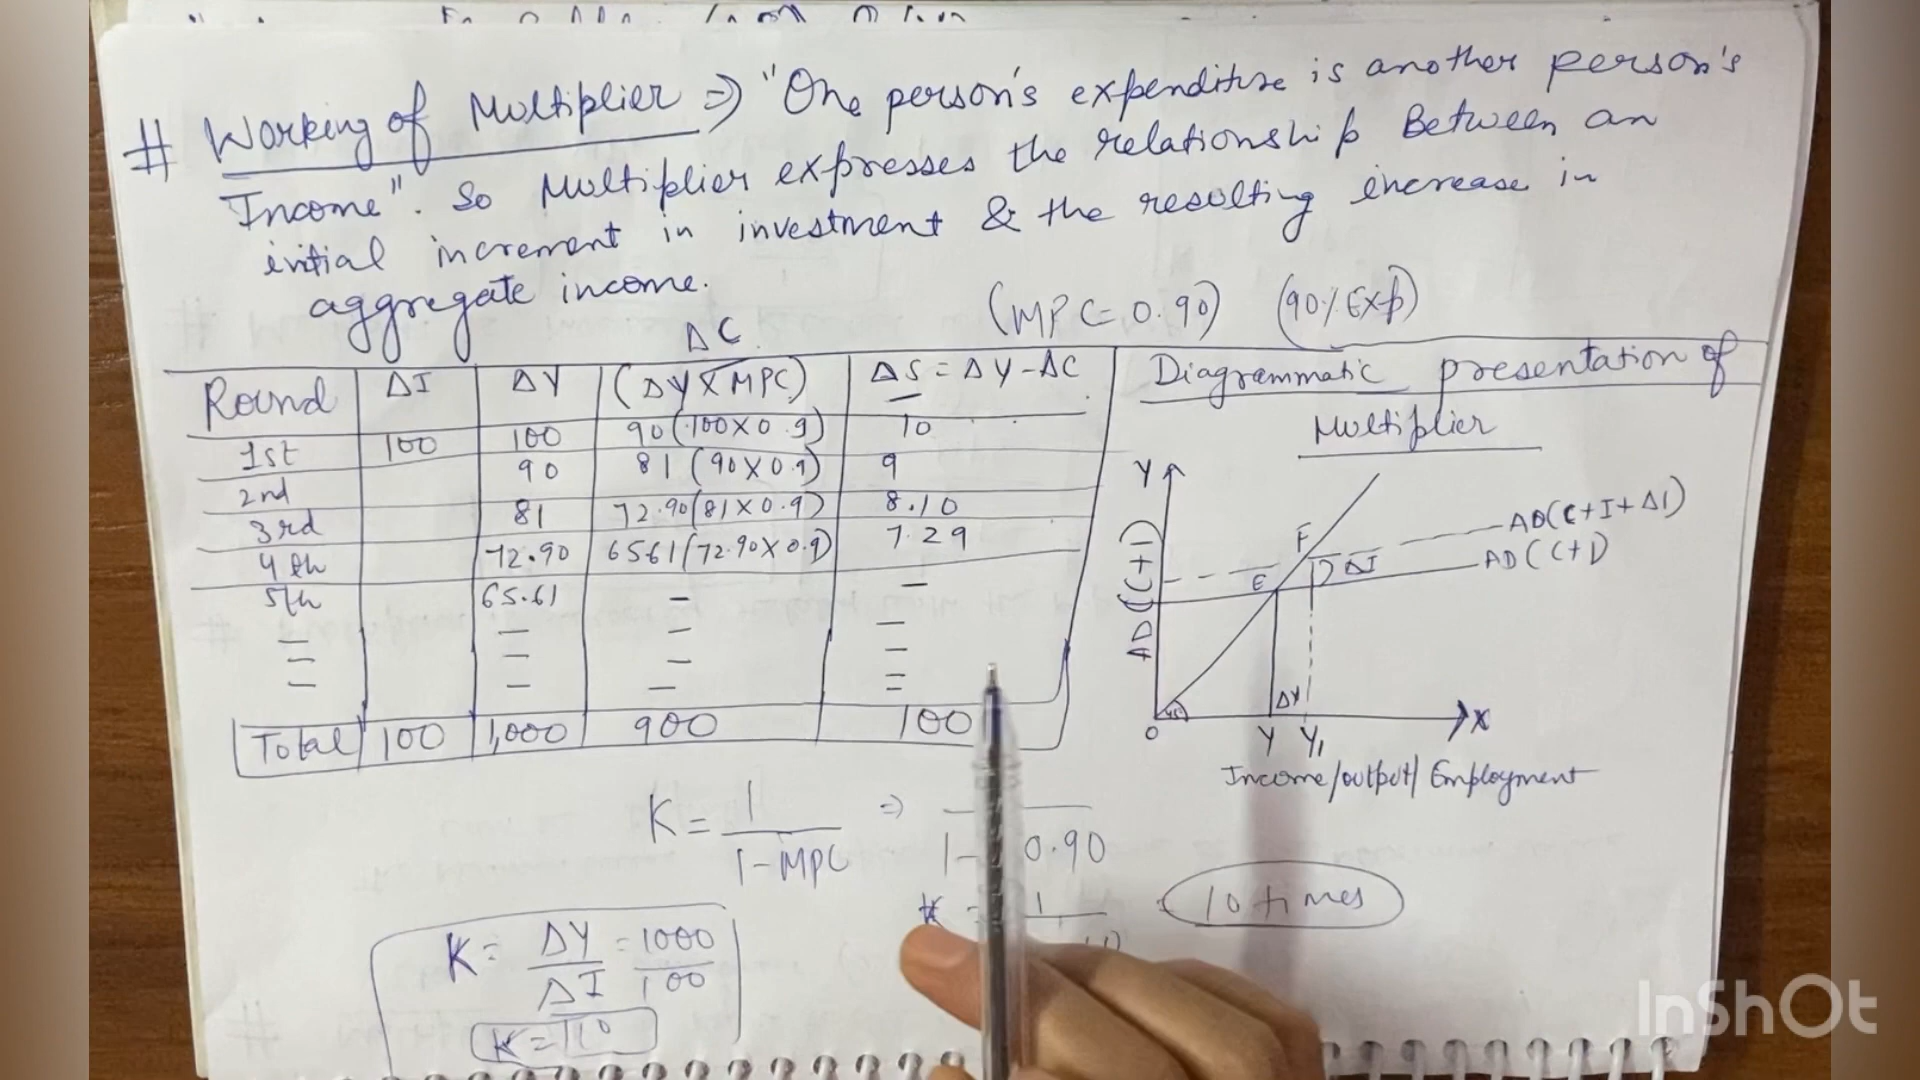 # Working of Multiplier => "One person's expenditure is another person's
Income". So Multiplier expresses the relationship Between an
initial increment in investment & the resulting increase in
aggregate income.
(MPC=0.90) (90% Exp)
ΔC
Round ΔI ΔY (ΔY×MPC) ΔS=ΔY-ΔC
1st 100 100 90(100×0.9) 10
2nd 90 81(90×0.9) 9
3rd 81 72.90(81×0.9) 8.10
4th 72.90 6561(72.90×0.9) 7.29
5th 65.61 - -
- - - -
- - - -
- - - =
Total 100 1,000 900 100
Diagrammatic presentation of
Multiplier
Y
AD(C+I+ΔI)
F
AD(C+I)
E
ΔI
AD(C+I)
ΔY
45°
O Y Y₁ X
Income/output/Employment
K= 1/1-MPC => 1- 0.90
K = 1 10 times
K= ΔY/ΔI = 1000/100
K=10
InShOt